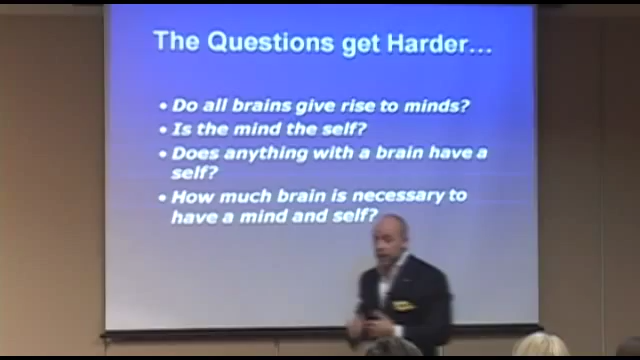 The Questions get Harder...
• Do all brains give rise to minds?
• Is the mind the self?
• Does anything with a brain have a
self?
• How much brain is necessary to
have a mind and self?